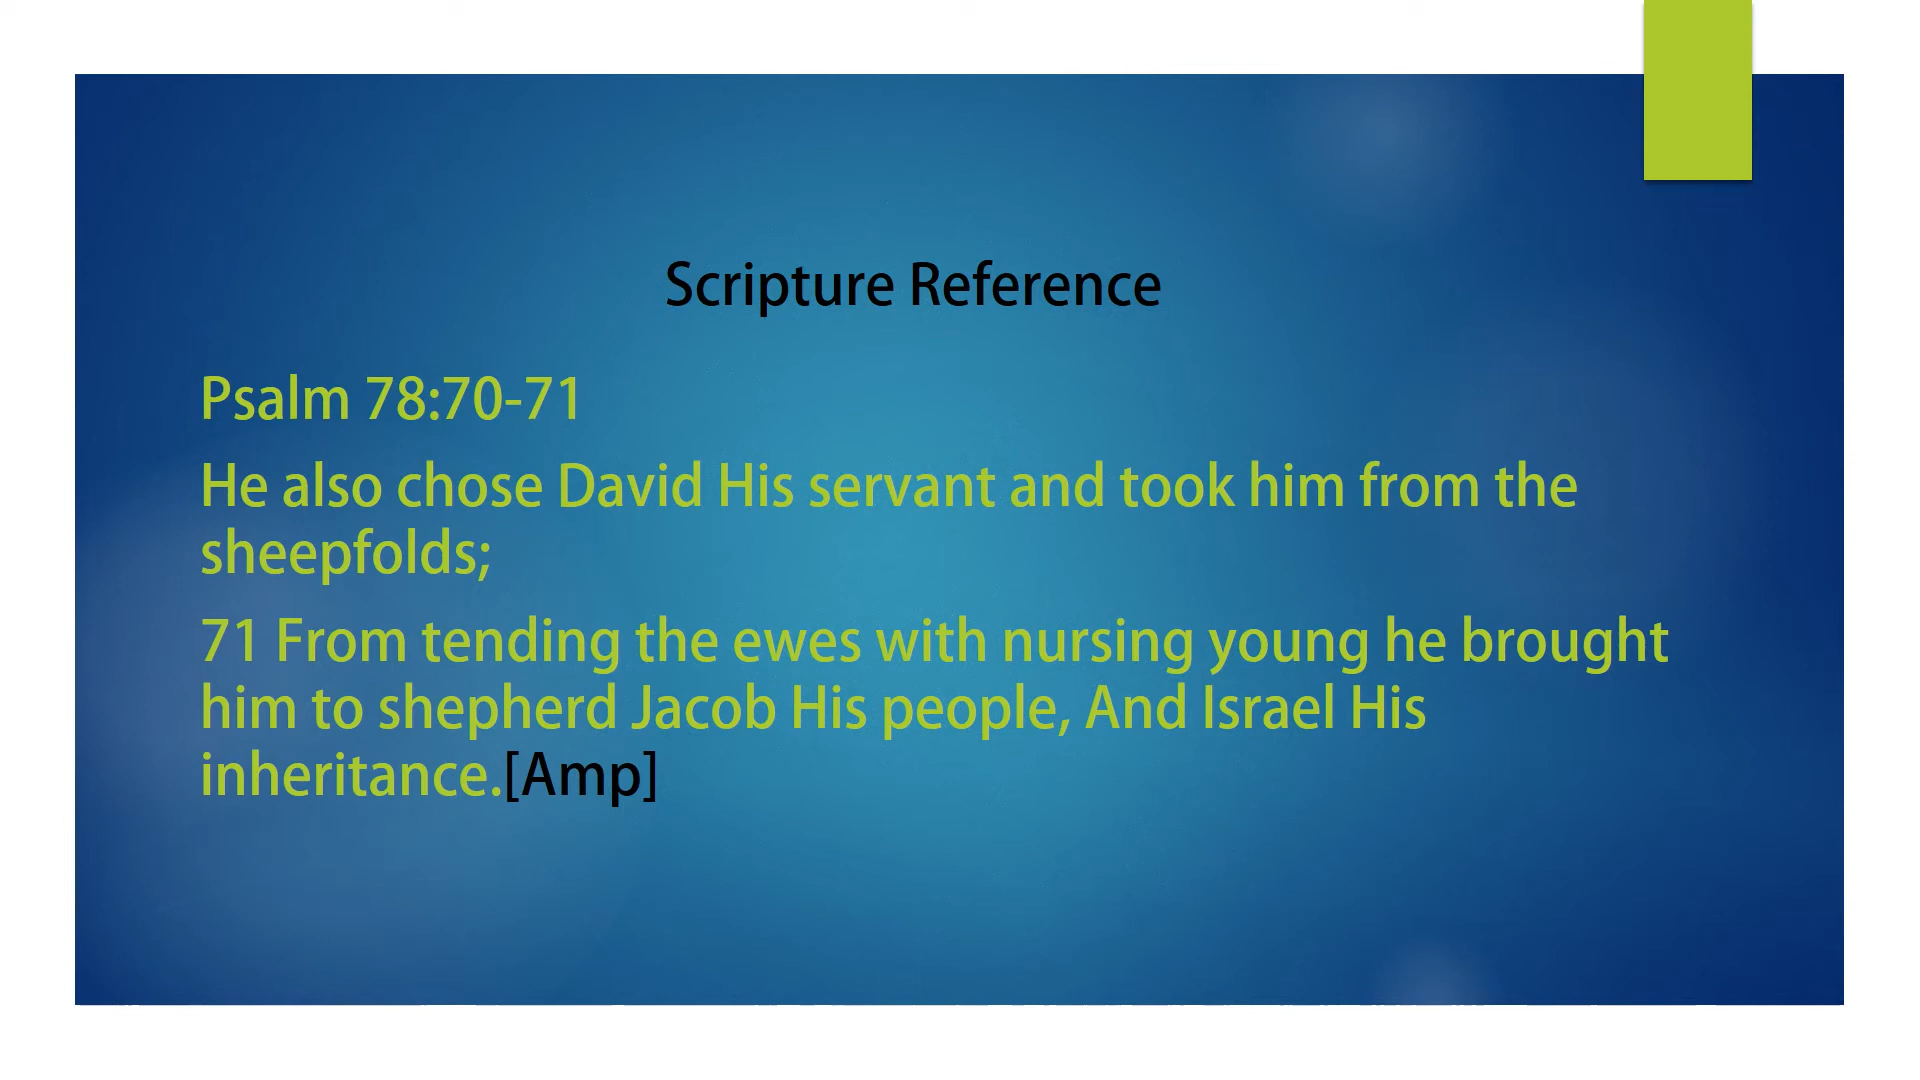 Scripture Reference
Psalm 78:70-71
He also chose David His servant and took him from the
sheepfolds;
71 From tending the ewes with nursing young he brought
him to shepherd Jacob His people, And Israel His
inheritance.[Amp]